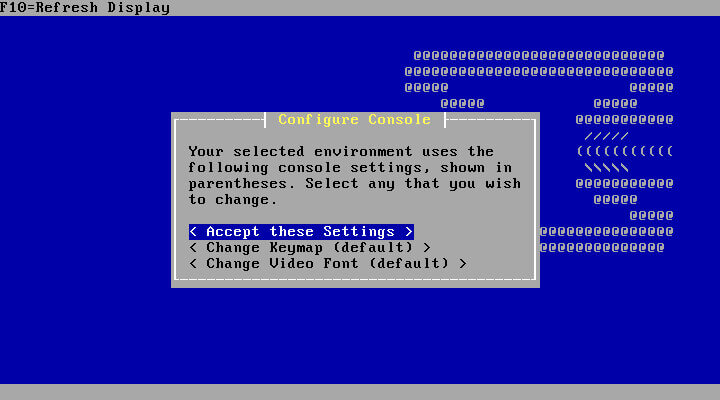 F10=Refresh Display
@@@@@@@@@@@@@@@@@@@@@@@@@@@@
@@@@@@@@@@@@@@@@@@@@@@@@@@@@@@
@@@@@ @@@@@
@@@@@ @@@@@
Configure Console
@@@@@@@@@@@
Your selected environment uses the
following console settings, shown in
parentheses. Select any that you wish
to change.
/////
(((((((((((
\\\\\
@@@@@@@@@@@
@@@@@
@@@@@
< Accept these Settings >
@@@@@@@@@@@@@@@
< Change Keymap (default) >
@@@@@@@@@@@@@@
< Change Video Font (default) >